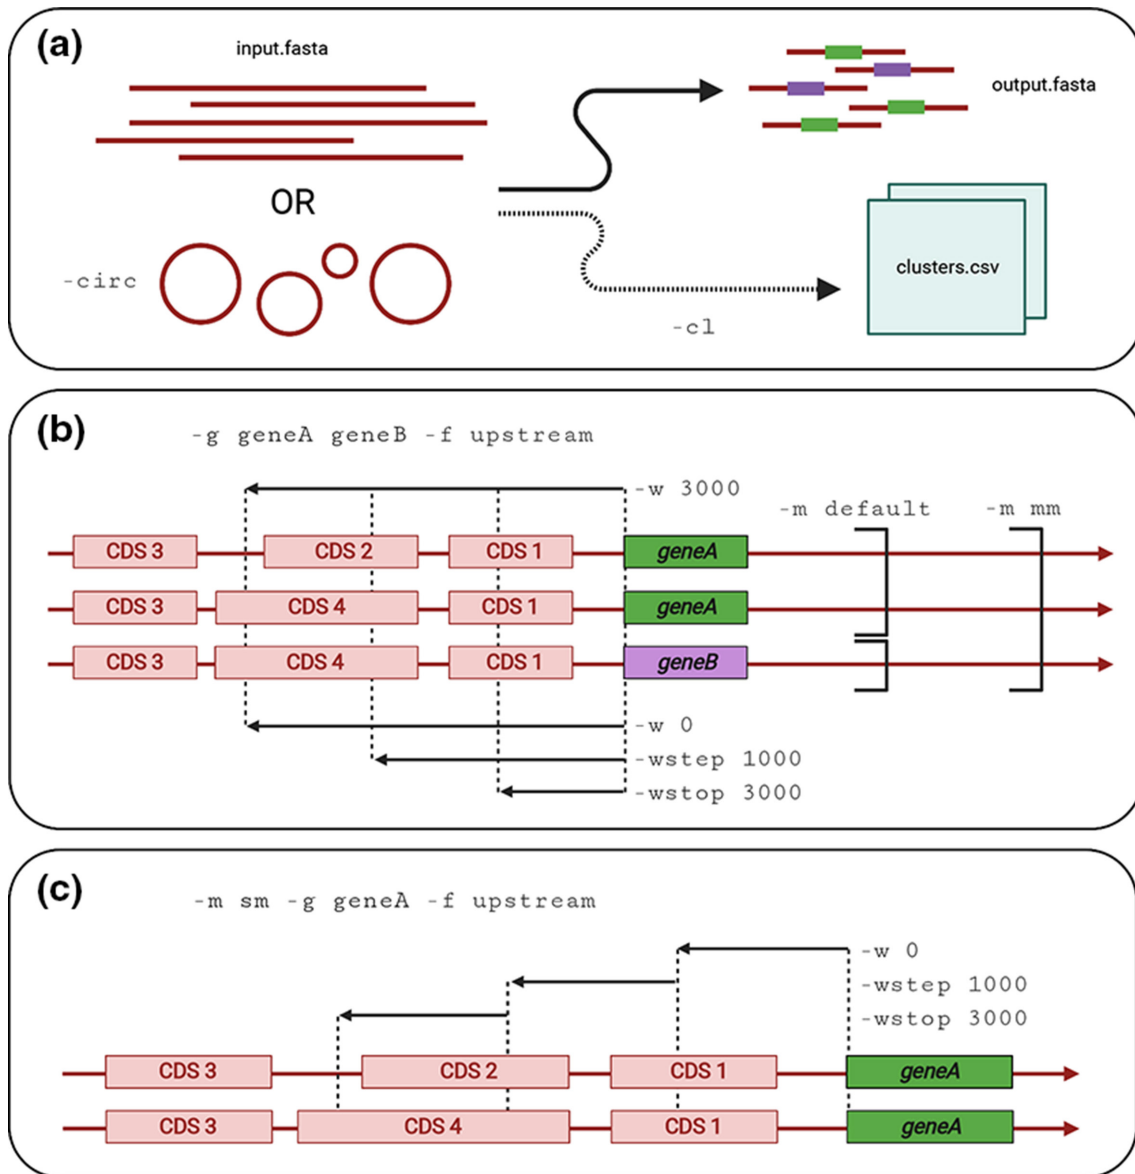 (a)
input.fasta
output.fasta
OR
-circ
clusters.csv
-cl
(b)
-g geneA geneB -f upstream
-w 3000
-m default
-m mm
CDS 3
CDS 2
CDS 1
geneA
CDS 3
CDS 4
CDS 1
geneA
CDS 3
CDS 4
CDS 1
geneB
-w 0
-wstep 1000
-wstop 3000
(c)
-m sm -g geneA -f upstream
-w 0
-wstep 1000
-wstop 3000
CDS 3
CDS 2
CDS 1
geneA
CDS 3
CDS 4
CDS 1
geneA